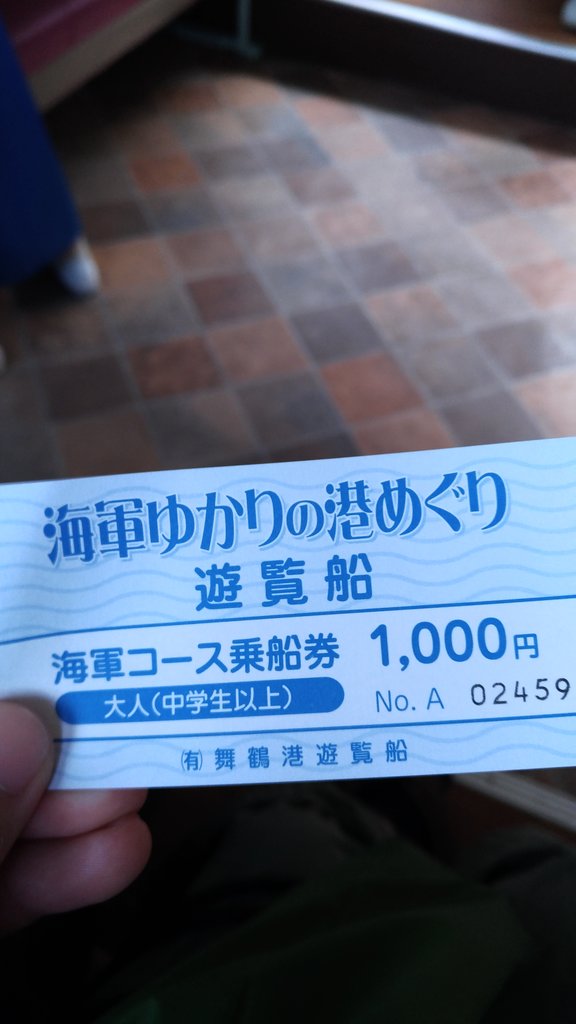 海軍ゆかりの港めぐり
遊覧船
海軍コース乗船券 1,000円
大人(中学生以上) No. A 02459
㈲ 舞鶴港遊覧船